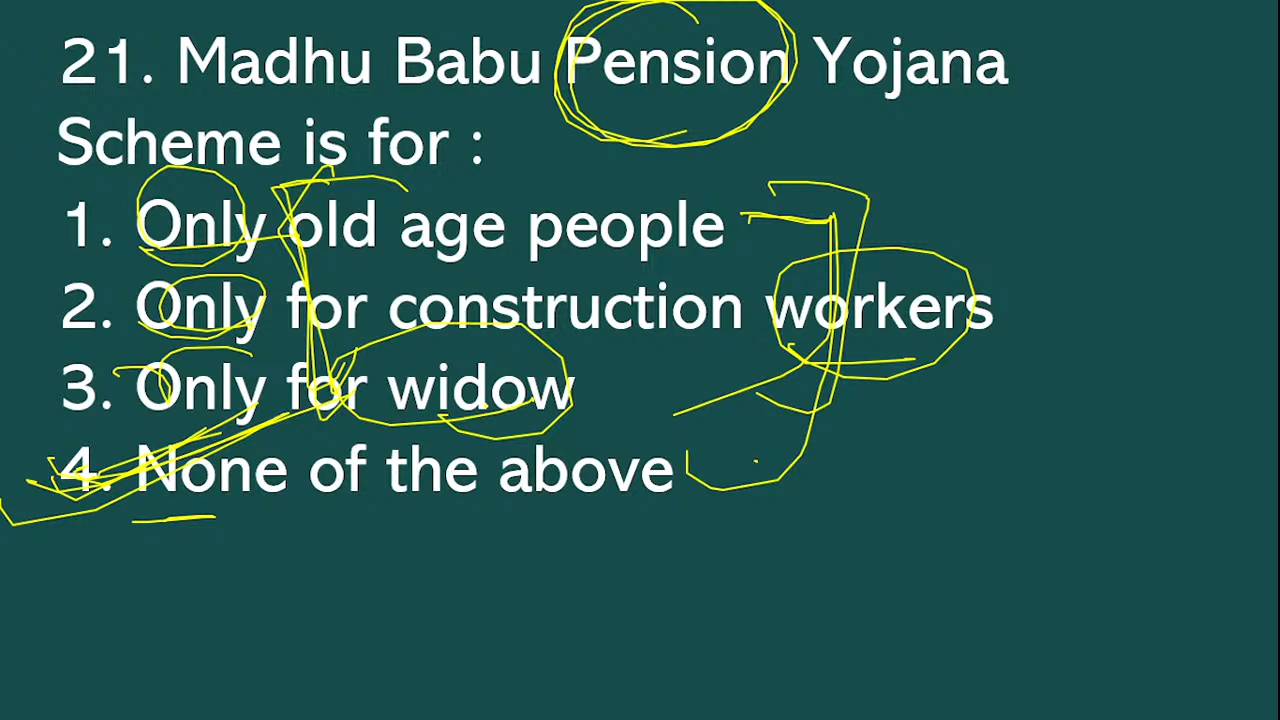 21. Madhu Babu Pension Yojana
Scheme is for :
1. Only old age people
2. Only for construction workers
3. Only for widow
4. None of the above